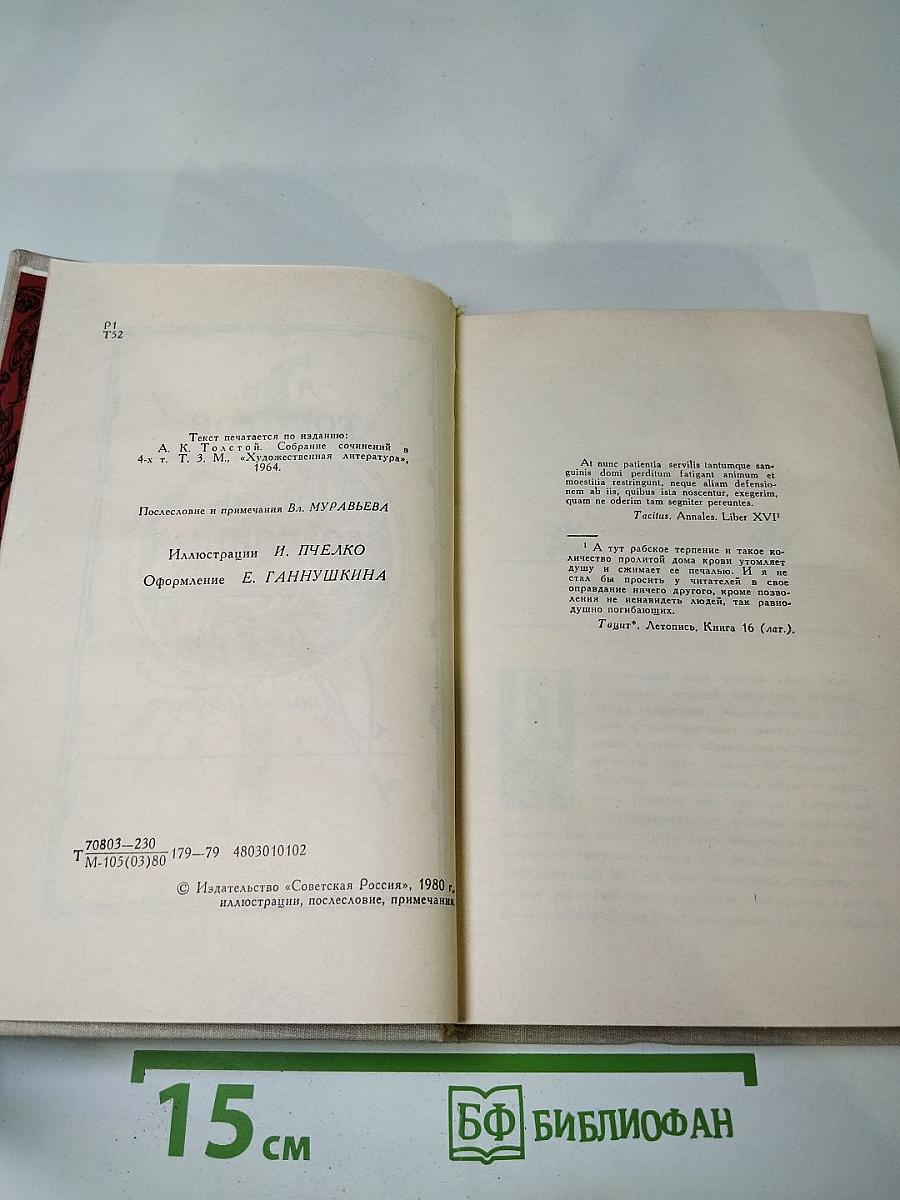 Р1
Т52
Текст печатается по изданию:
А. К. Толстой. Собрание сочинений в
4-х т. Т. 3. М., «Художественная литература»,
1964.
Послесловие и примечания Вл. МУРАВЬЕВА
Иллюстрации И. ПЧЕЛКО
Оформление Е. ГАННУШКИНА
Т 70803—230
М-105(03)80 179—79 4803010102
© Издательство «Советская Россия», 1980 г.,
иллюстрации, послесловие, примечания.
At nunc patientia servilis tantumque san-
guinis domi perditum fatigant animum et
moestitia restringunt, neque aliam defensio-
nem ab iis, quibus ista noscentur, exegerim,
quam ne oderim tam segniter pereuntes.
Tacitus. Annales. Liber XVI¹
¹ А тут рабское терпение и такое ко-
личество пролитой дома крови утомляет
душу и сжимает ее печалью. И я не
стал бы просить у читателей в свое
оправдание ничего другого, кроме позво-
ления не ненавидеть людей, так равно-
душно погибающих.
Тацит*. Летопись. Книга 16 (лат.).
15 см
БФ БИБЛИОФАН